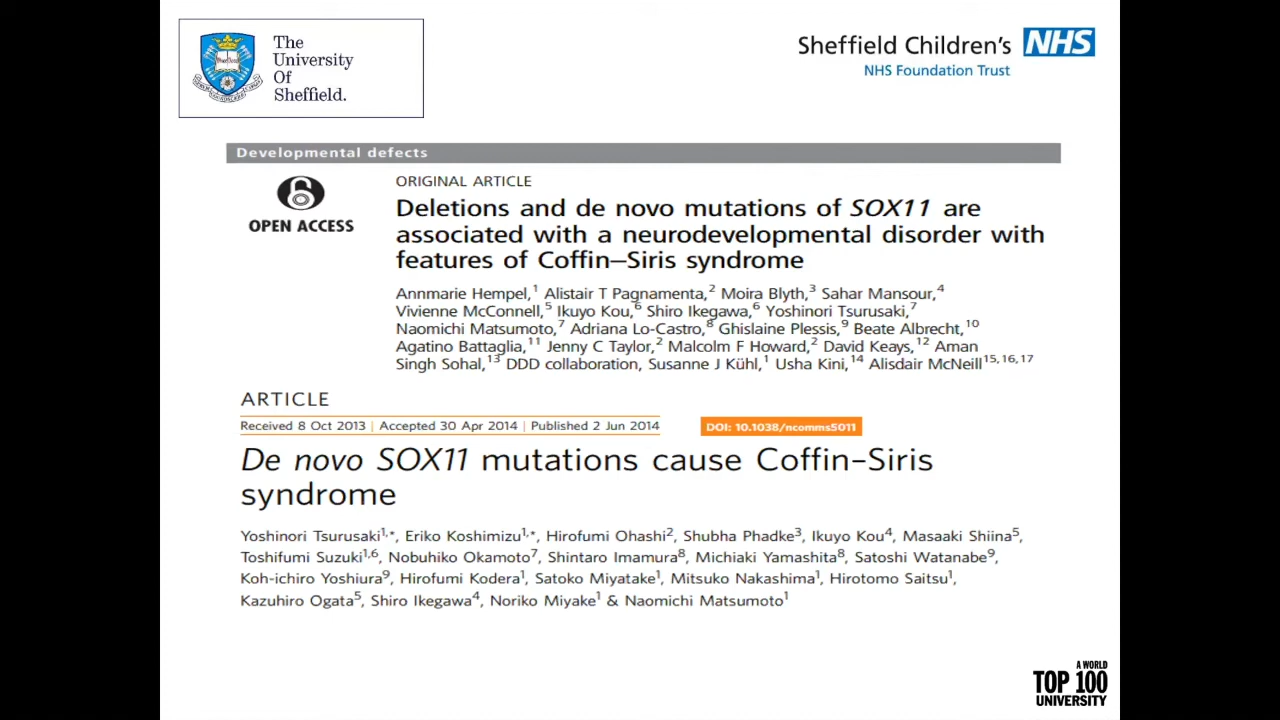 The
University
Of
Sheffield.
Sheffield Children's NHS
NHS Foundation Trust
Developmental defects
OPEN ACCESS
ORIGINAL ARTICLE
Deletions and de novo mutations of SOX11 are
associated with a neurodevelopmental disorder with
features of Coffin–Siris syndrome
Annmarie Hempel,1 Alistair T Pagnamenta,2 Moira Blyth,3 Sahar Mansour,4
Vivienne McConnell,5 Ikuyo Kou,6 Shiro Ikegawa,6 Yoshinori Tsurusaki,7
Naomichi Matsumoto,7 Adriana Lo-Castro,8 Ghislaine Plessis,9 Beate Albrecht,10
Agatino Battaglia,11 Jenny C Taylor,2 Malcolm F Howard,2 David Keays,12 Aman
Singh Sohal,13 DDD collaboration, Susanne J Kühl,1 Usha Kini,14 Alisdair McNeill15,16,17
ARTICLE
Received 8 Oct 2013 | Accepted 30 Apr 2014 | Published 2 Jun 2014
DOI: 10.1038/ncomms5011
De novo SOX11 mutations cause Coffin–Siris
syndrome
Yoshinori Tsurusaki1,*, Eriko Koshimizu1,*, Hirofumi Ohashi2, Shubha Phadke3, Ikuyo Kou4, Masaaki Shiina5,
Toshifumi Suzuki1,6, Nobuhiko Okamoto7, Shintaro Imamura8, Michiaki Yamashita8, Satoshi Watanabe9,
Koh-ichiro Yoshiura9, Hirofumi Kodera1, Satoko Miyatake1, Mitsuko Nakashima1, Hirotomo Saitsu1,
Kazuhiro Ogata5, Shiro Ikegawa4, Noriko Miyake1 & Naomichi Matsumoto1
A WORLD
TOP 100
UNIVERSITY